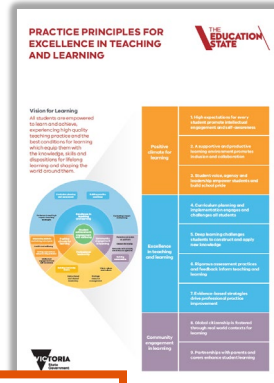 PRACTICE PRINCIPLES FOR
EXCELLENCE IN TEACHING
AND LEARNING
THE
EDUCATION
STATE
Vision for Learning
All students are empowered
to learn and achieve,
experiencing high quality
teaching practice and the
best conditions for learning
which equip them with
the knowledge, skills and
dispositions for lifelong
learning and shaping the
world around them.
Positive
climate for
learning
1. High expectations for every
student promote intellectual
engagement and self-awareness
2. A supportive and productive
learning environment promotes
inclusion and collaboration
3. Student voice, agency and
leadership empower students and
build school pride
Excellence
in teaching
and learning
4. Curriculum planning and
implementation engages and
challenges all students
5. Deep learning challenges
students to construct and apply
new knowledge
6. Rigorous assessment practices
and feedback inform teaching and
learning
7. Evidence-based strategies
drive professional practice
improvement
Community
engagement
in learning
8. Global citizenship is fostered
through real world contexts for
learning
9. Partnerships with parents and
carers enhance student learning
VICTORIA
State
Government